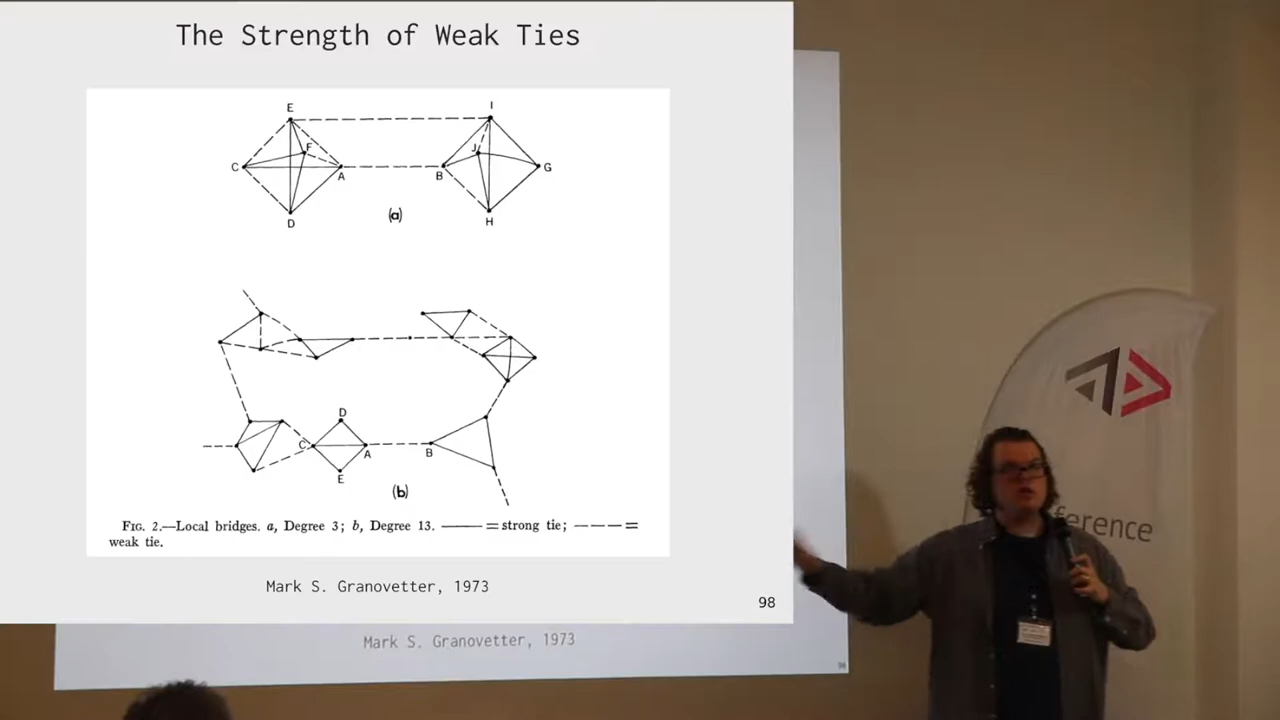 The Strength of Weak Ties
E
I
F
J
C
A
B
G
D
H
(a)
D
C
A
B
E
(b)
FIG. 2.—Local bridges. a, Degree 3; b, Degree 13. ——— = strong tie; – – – =
weak tie.
Mark S. Granovetter, 1973
98
Mark S. Granovetter, 1973
98
ference